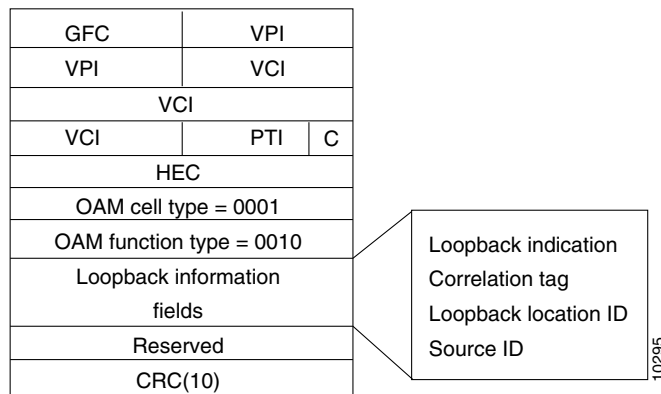 GFC VPI
VPI VCI
VCI
VCI PTI C
HEC
OAM cell type = 0001
OAM function type = 0010
Loopback information
fields
Reserved
CRC(10)
Loopback indication
Correlation tag
Loopback location ID
Source ID
10295